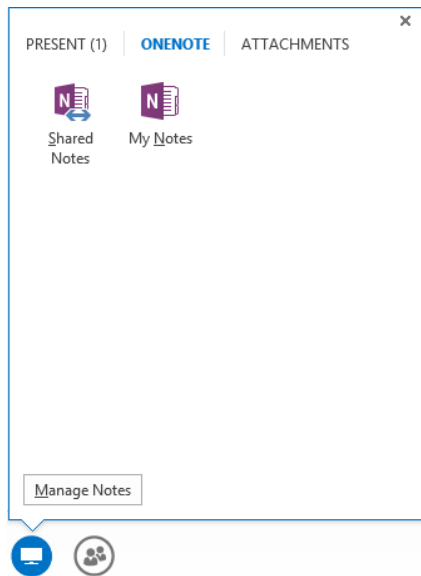 PRESENT (1) ONENOTE ATTACHMENTS
N N
Shared My Notes
Notes
Manage Notes